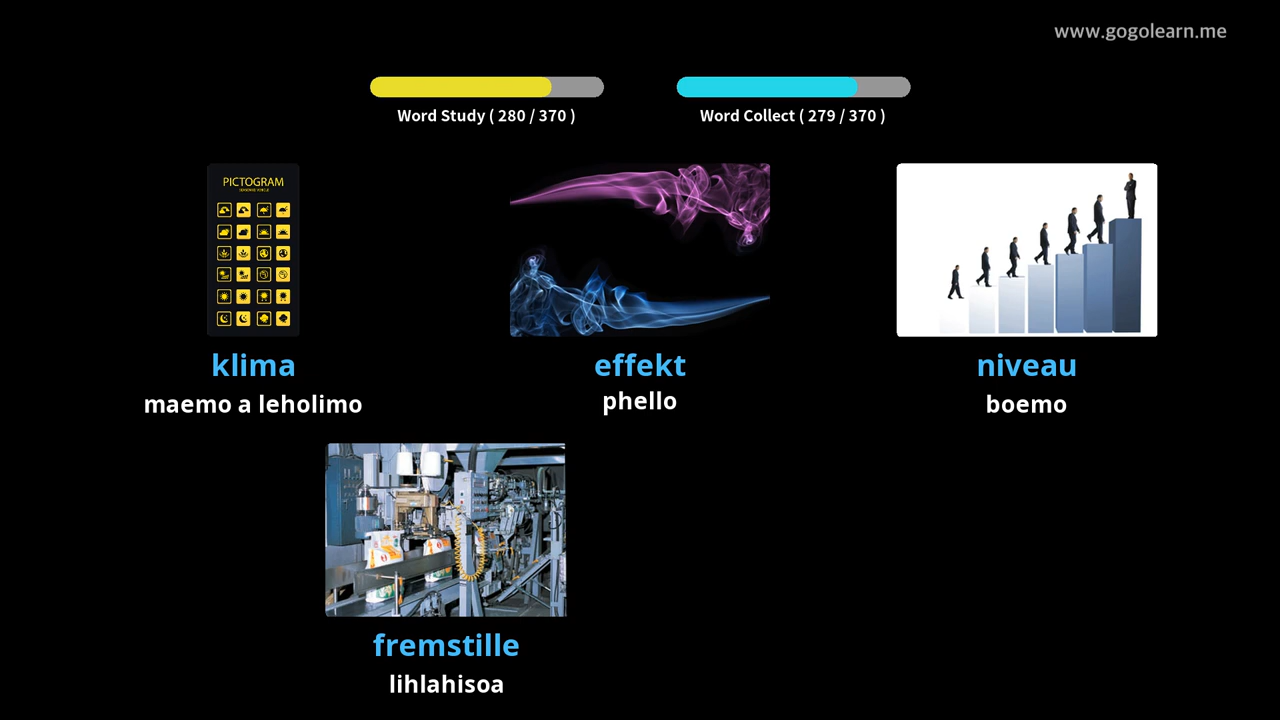 www.gogolearn.me
Word Study ( 280 / 370 )
Word Collect ( 279 / 370 )
PICTOGRAM
klima
effekt
niveau
maemo a leholimo
phello
boemo
fremstille
lihlahisoa